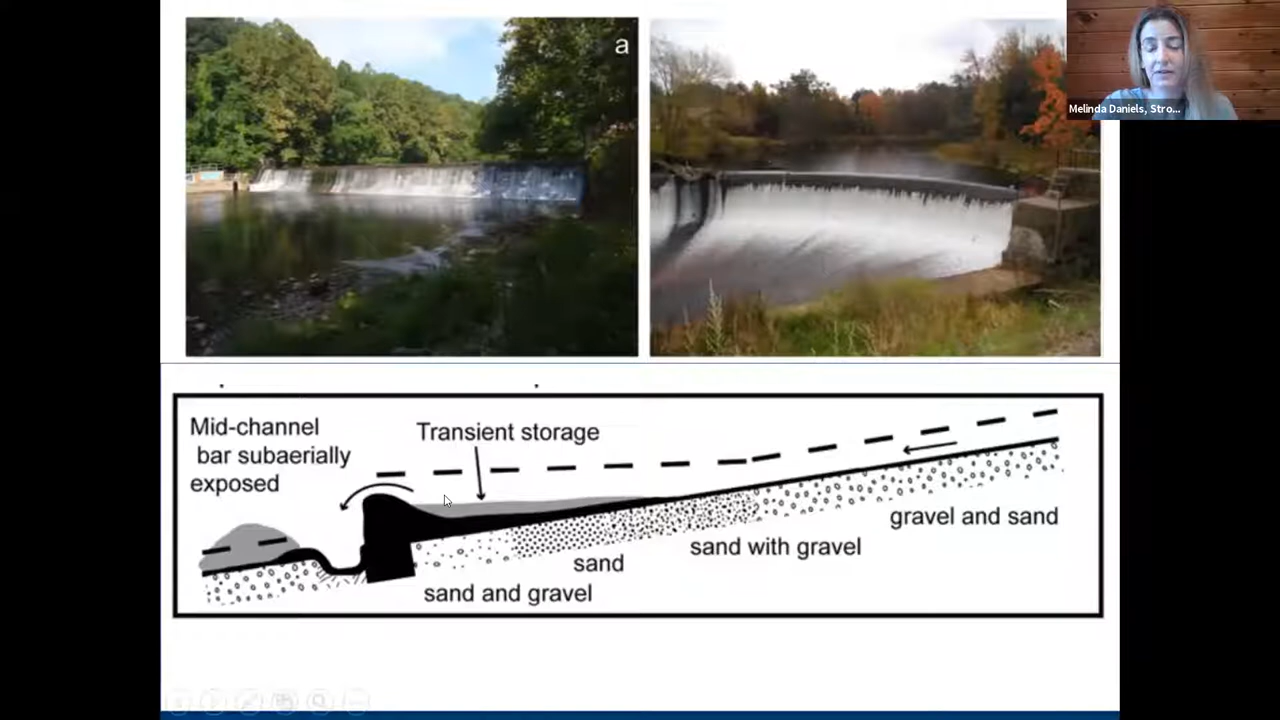 a
Melinda Daniels, Stro...
Mid-channel
bar subaerially
exposed
Transient storage
gravel and sand
sand with gravel
sand
sand and gravel